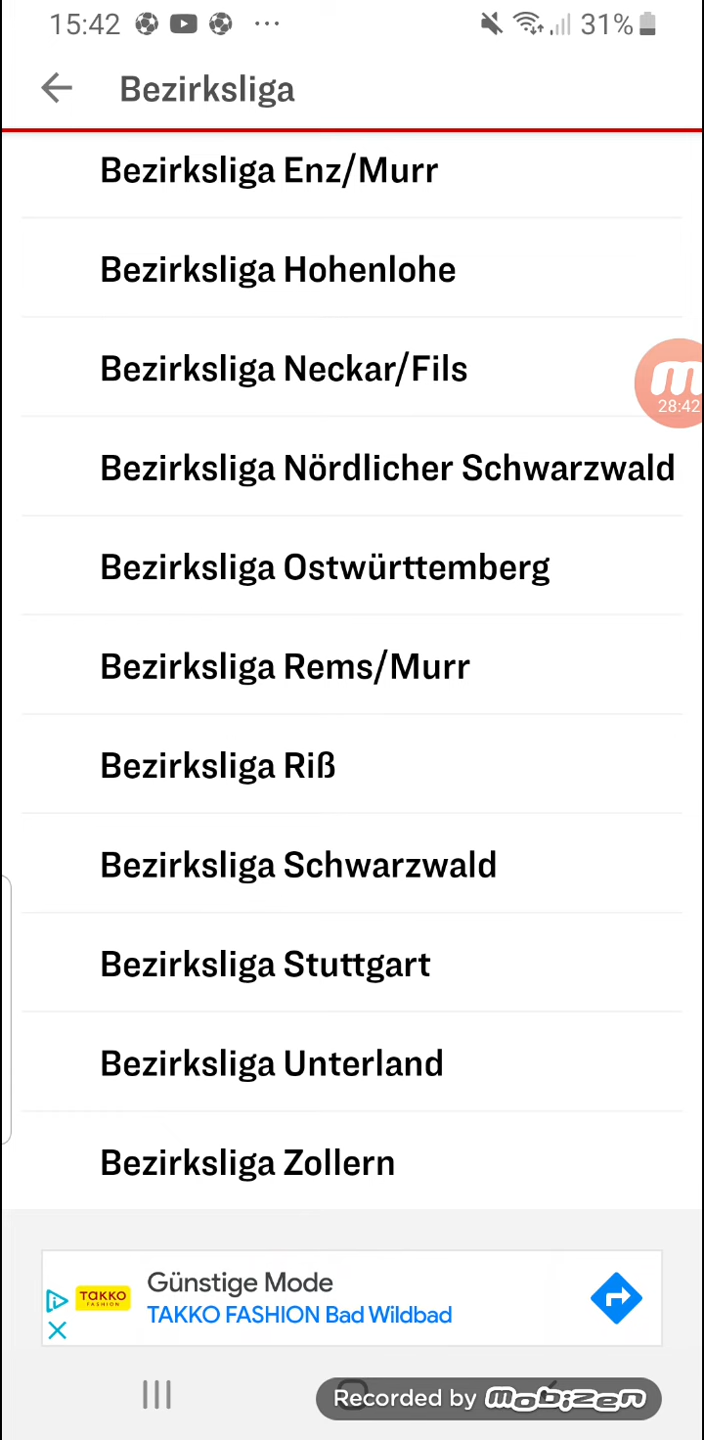 15:42 ... 31%
Bezirksliga
Bezirksliga Enz/Murr
Bezirksliga Hohenlohe
Bezirksliga Neckar/Fils
28:42
Bezirksliga Nördlicher Schwarzwald
Bezirksliga Ostwürttemberg
Bezirksliga Rems/Murr
Bezirksliga Riß
Bezirksliga Schwarzwald
Bezirksliga Stuttgart
Bezirksliga Unterland
Bezirksliga Zollern
Günstige Mode
TAKKO
FASHION
TAKKO FASHION Bad Wildbad
Recorded by mobizen